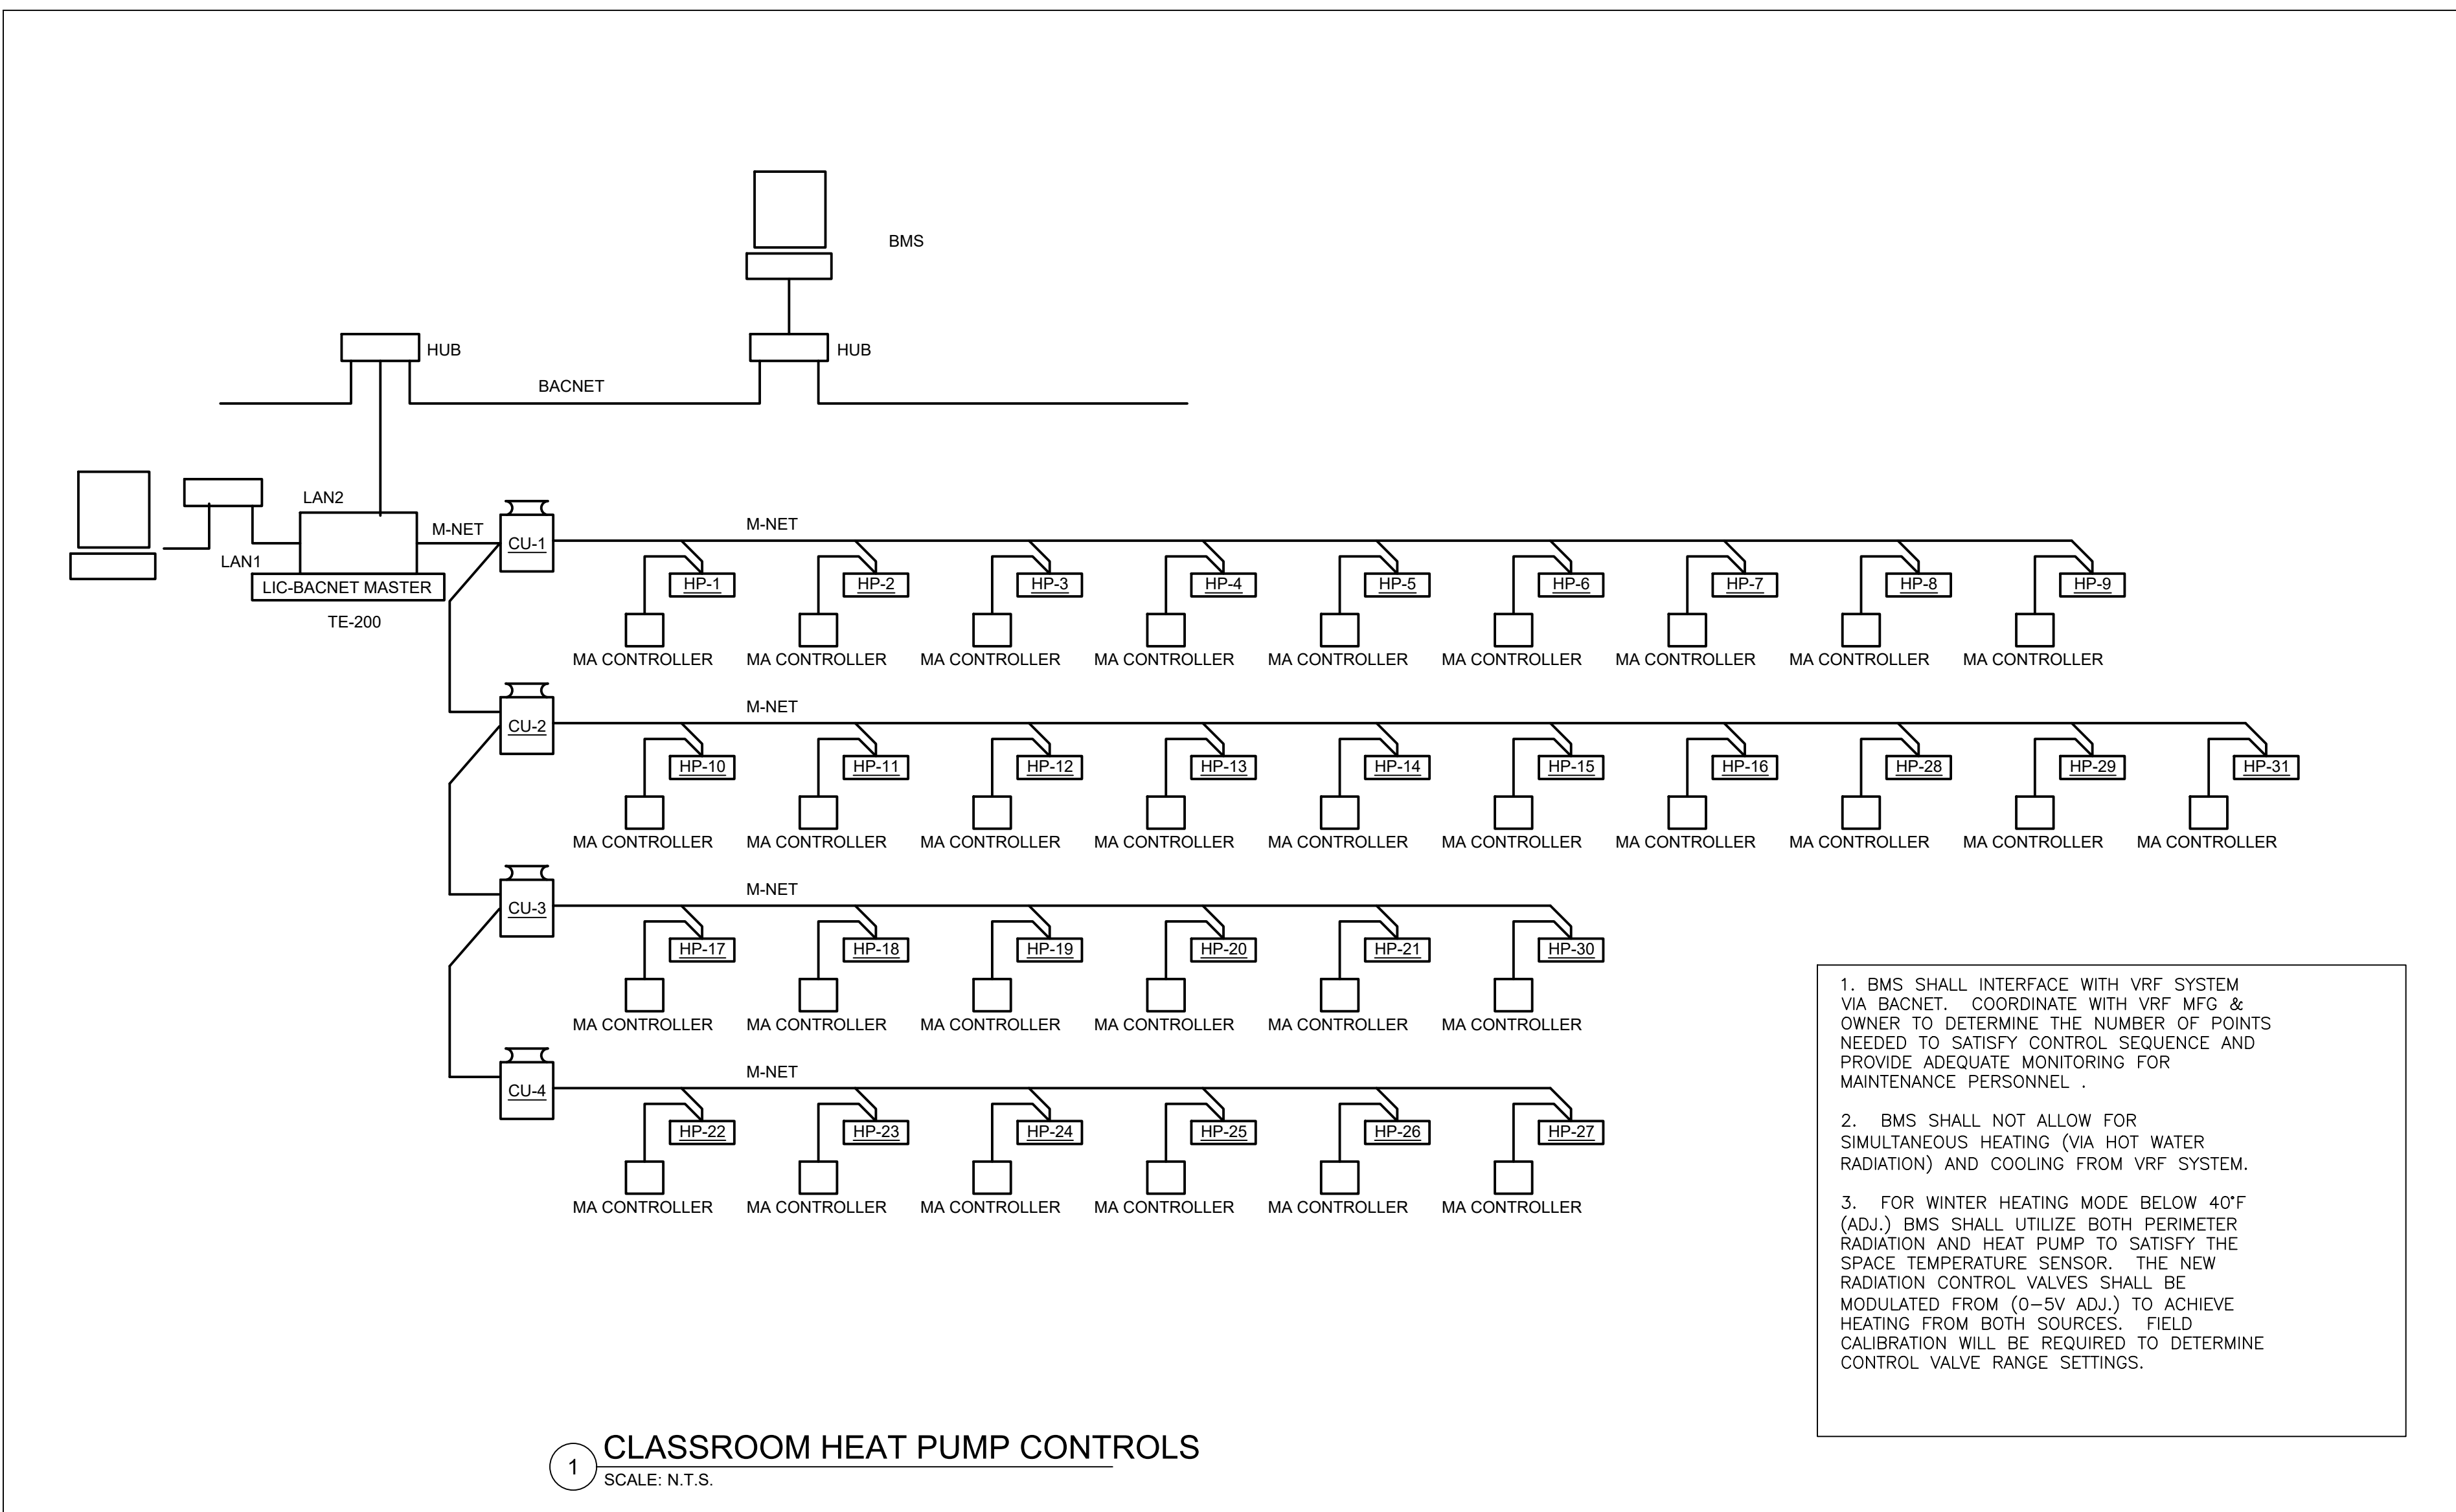 BMS
HUB
HUB
BACNET
LAN2
M-NET
LAN1
LIC-BACNET MASTER
TE-200
CU-1
M-NET
HP-1 HP-2 HP-3 HP-4 HP-5 HP-6 HP-7 HP-8 HP-9
MA CONTROLLER MA CONTROLLER MA CONTROLLER MA CONTROLLER MA CONTROLLER MA CONTROLLER MA CONTROLLER MA CONTROLLER MA CONTROLLER
M-NET
CU-2
HP-10 HP-11 HP-12 HP-13 HP-14 HP-15 HP-16 HP-28 HP-29 HP-31
MA CONTROLLER MA CONTROLLER MA CONTROLLER MA CONTROLLER MA CONTROLLER MA CONTROLLER MA CONTROLLER MA CONTROLLER MA CONTROLLER MA CONTROLLER
M-NET
CU-3
HP-17 HP-18 HP-19 HP-20 HP-21 HP-30
MA CONTROLLER MA CONTROLLER MA CONTROLLER MA CONTROLLER MA CONTROLLER MA CONTROLLER
M-NET
CU-4
HP-22 HP-23 HP-24 HP-25 HP-26 HP-27
MA CONTROLLER MA CONTROLLER MA CONTROLLER MA CONTROLLER MA CONTROLLER MA CONTROLLER
1. BMS SHALL INTERFACE WITH VRF SYSTEM
VIA BACNET. COORDINATE WITH VRF MFG &
OWNER TO DETERMINE THE NUMBER OF POINTS
NEEDED TO SATISFY CONTROL SEQUENCE AND
PROVIDE ADEQUATE MONITORING FOR
MAINTENANCE PERSONNEL .
2. BMS SHALL NOT ALLOW FOR
SIMULTANEOUS HEATING (VIA HOT WATER
RADIATION) AND COOLING FROM VRF SYSTEM.
3. FOR WINTER HEATING MODE BELOW 40°F
(ADJ.) BMS SHALL UTILIZE BOTH PERIMETER
RADIATION AND HEAT PUMP TO SATISFY THE
SPACE TEMPERATURE SENSOR. THE NEW
RADIATION CONTROL VALVES SHALL BE
MODULATED FROM (0-5V ADJ.) TO ACHIEVE
HEATING FROM BOTH SOURCES. FIELD
CALIBRATION WILL BE REQUIRED TO DETERMINE
CONTROL VALVE RANGE SETTINGS.
1 CLASSROOM HEAT PUMP CONTROLS
SCALE: N.T.S.